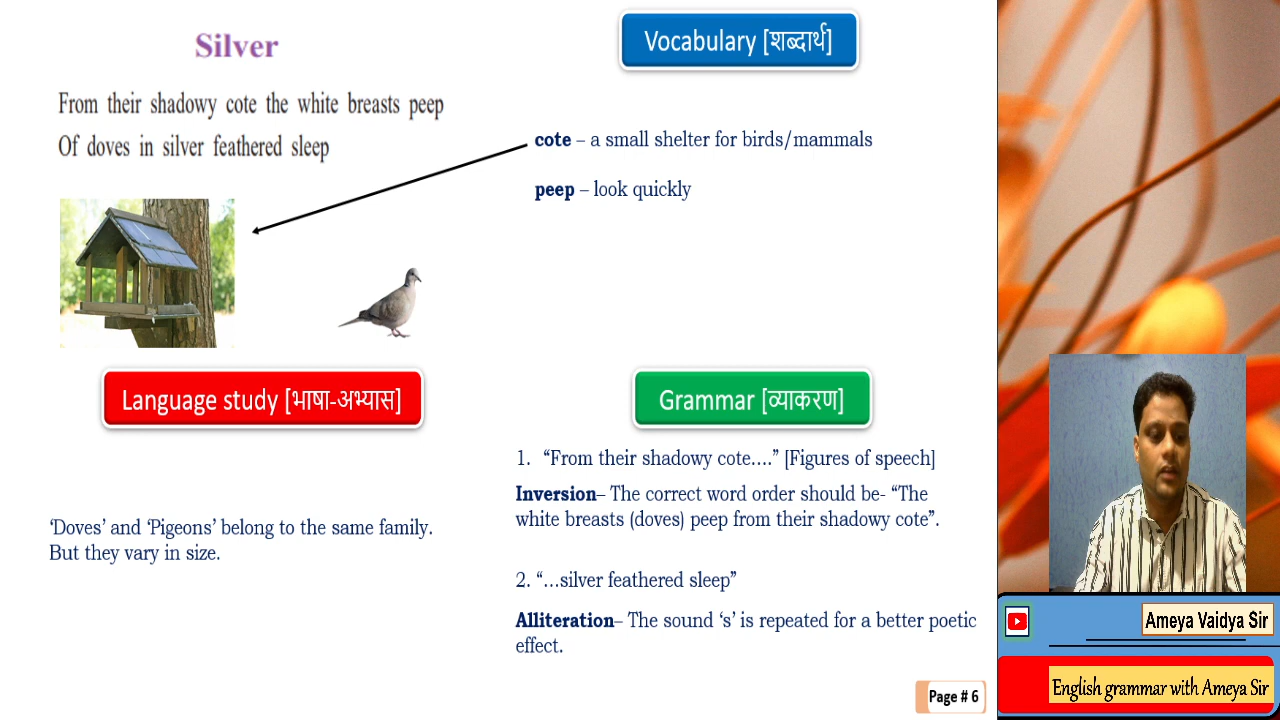 Silver
From their shadowy cote the white breasts peep
Of doves in silver feathered sleep
Vocabulary [शब्दार्थ]
cote – a small shelter for birds/mammals
peep – look quickly
Language study [भाषा-अभ्यास]
‘Doves’ and ‘Pigeons’ belong to the same family.
But they vary in size.
Grammar [व्याकरण]
1. “From their shadowy cote....” [Figures of speech]
Inversion– The correct word order should be- “The
white breasts (doves) peep from their shadowy cote”.
2. “...silver feathered sleep”
Alliteration– The sound ‘s’ is repeated for a better poetic
effect.
Page # 6
Ameya Vaidya Sir
English grammar with Ameya Sir